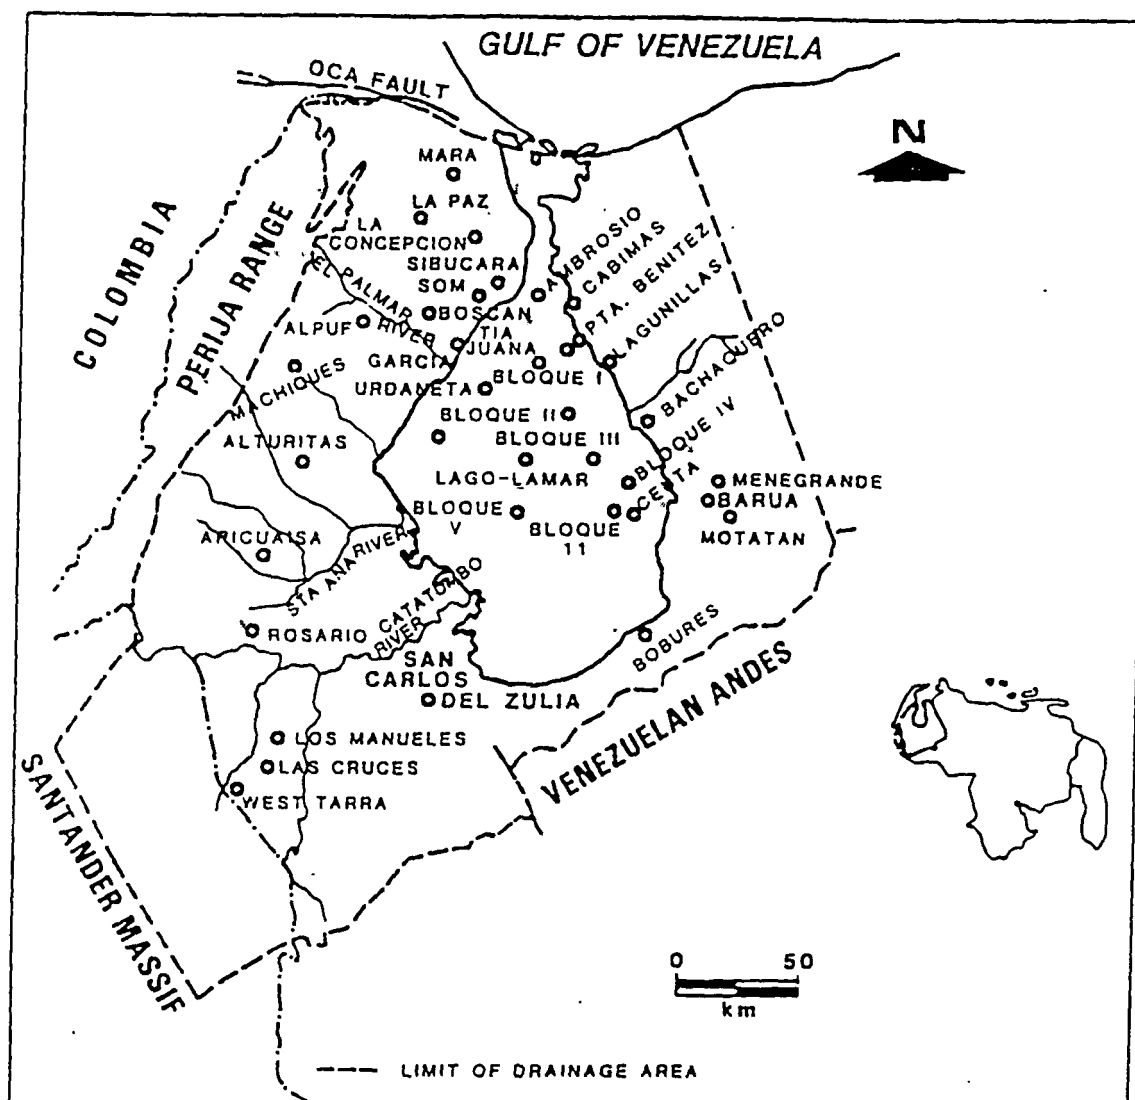 GULF OF VENEZUELA
OCA FAULT
N
MARA
LA PAZ
LA
CONCEPCION
SIBUCARA
SOM
BOSCAN
COLOMBIA
PERIJA RANGE
EL PALMAR
RIVER
ALPUF
TIA
JUANA
GARCIA
URDANETA
MACHIQUES
AMBROSIO
CABIMAS
PTA. BENITEZ
LAGUNILLAS
BACHAQUERO
BLOQUE I
BLOQUE II
BLOQUE III
BLOQUE IV
CEUTA
ALTURITAS
LAGO-LAMAR
MENEGRANDE
BARUA
MOTATAN
BLOQUE
V
BLOQUE
11
APICUAISA
STA ANA RIVER
CATATUMBO
RIVER
ROSARIO
SAN
CARLOS
DEL ZULIA
BOBURES
VENEZUELAN ANDES
LOS MANUELES
LAS CRUCES
WEST TARRA
SANTANDER MASSIF
0 50
km
LIMIT OF DRAINAGE AREA